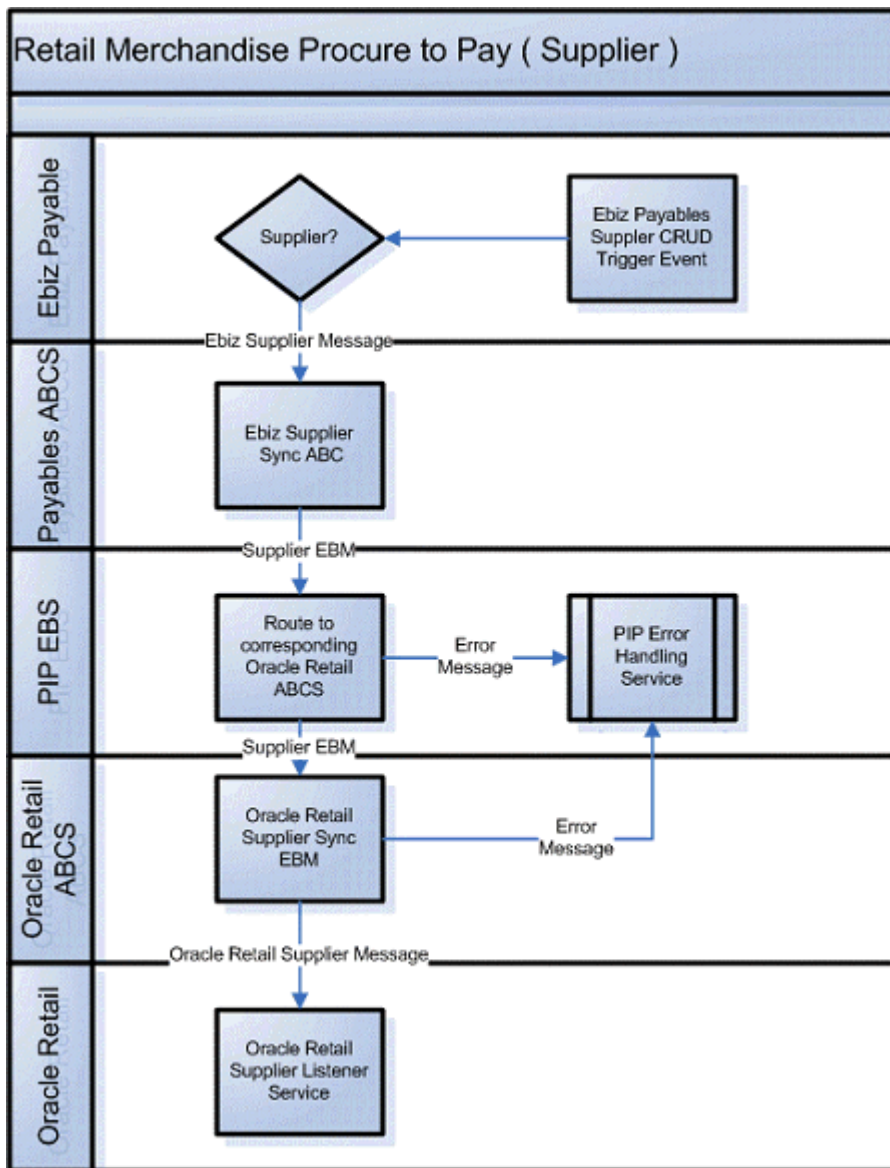 Retail Merchandise Procure to Pay ( Supplier )
Ebiz Payable
Supplier?
Ebiz Payables
Suppler CRUD
Trigger Event
Ebiz Supplier Message
Payables ABCS
Ebiz Supplier
Sync ABC
Supplier EBM
PIP EBS
Route to
corresponding
Oracle Retail
ABCS
Error
Message
PIP Error
Handling
Service
Supplier EBM
Oracle Retail
ABCS
Oracle Retail
Supplier Sync
EBM
Error
Message
Oracle Retail Supplier Message
Oracle Retail
Oracle Retail
Supplier Listener
Service